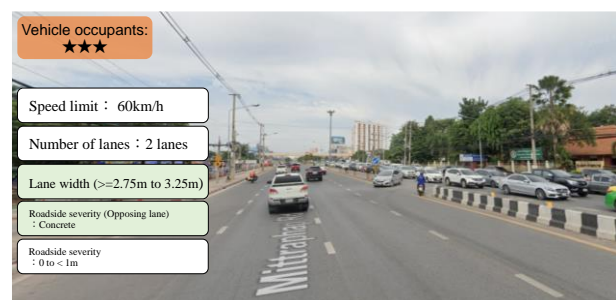 Vehicle occupants:
★★★
Speed limit： 60km/h
Number of lanes：2 lanes
Lane width (>=2.75m to 3.25m)
Roadside severity (Opposing lane)
：Concrete
Roadside severity
：0 to < 1m